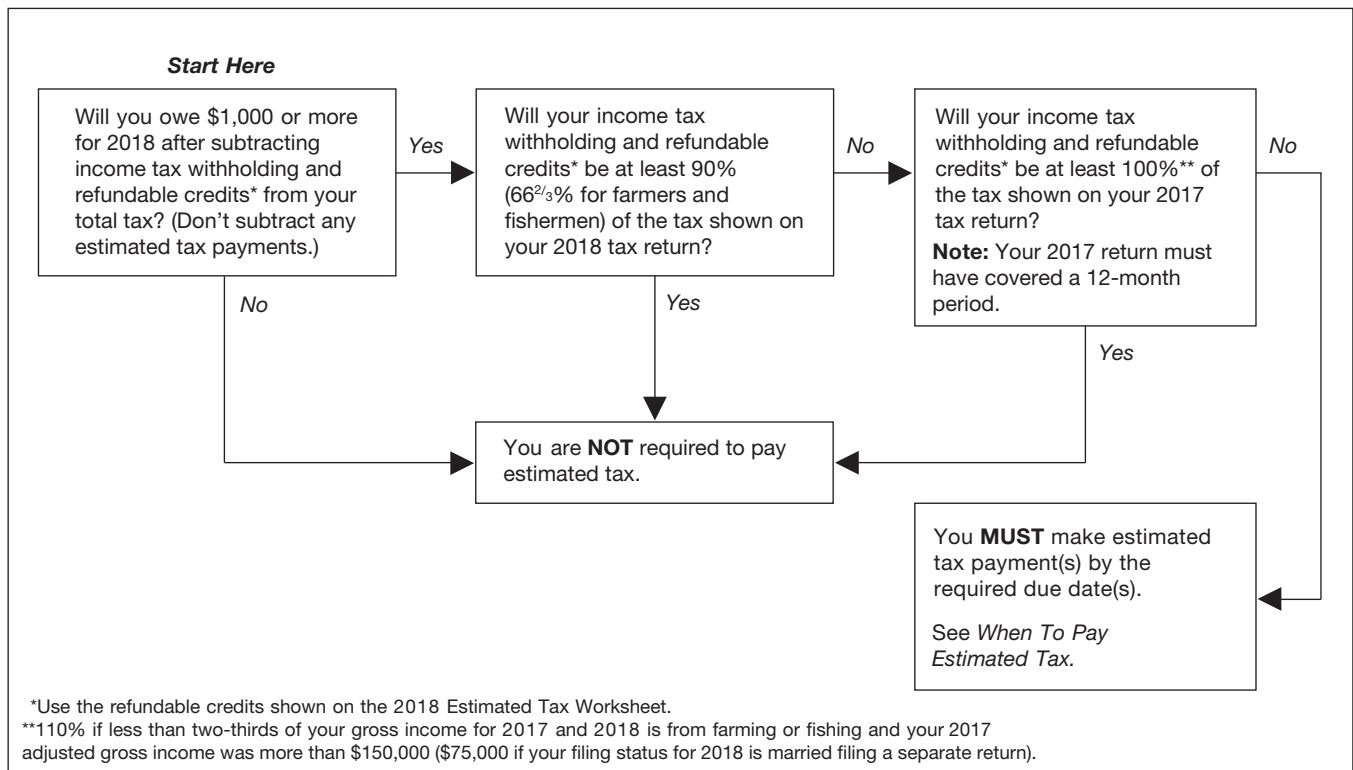 Start Here
Will you owe $1,000 or more
for 2018 after subtracting
income tax withholding and
refundable credits* from your
total tax? (Don’t subtract any
estimated tax payments.)
Yes
No
Will your income tax
withholding and refundable
credits* be at least 90%
(66 2/3% for farmers and
fishermen) of the tax shown on
your 2018 tax return?
No
Yes
Will your income tax
withholding and refundable
credits* be at least 100%** of
the tax shown on your 2017
tax return?
Note: Your 2017 return must
have covered a 12-month
period.
No
Yes
You are NOT required to pay
estimated tax.
You MUST make estimated
tax payment(s) by the
required due date(s).
See When To Pay
Estimated Tax.
*Use the refundable credits shown on the 2018 Estimated Tax Worksheet.
**110% if less than two-thirds of your gross income for 2017 and 2018 is from farming or fishing and your 2017
adjusted gross income was more than $150,000 ($75,000 if your filing status for 2018 is married filing a separate return).